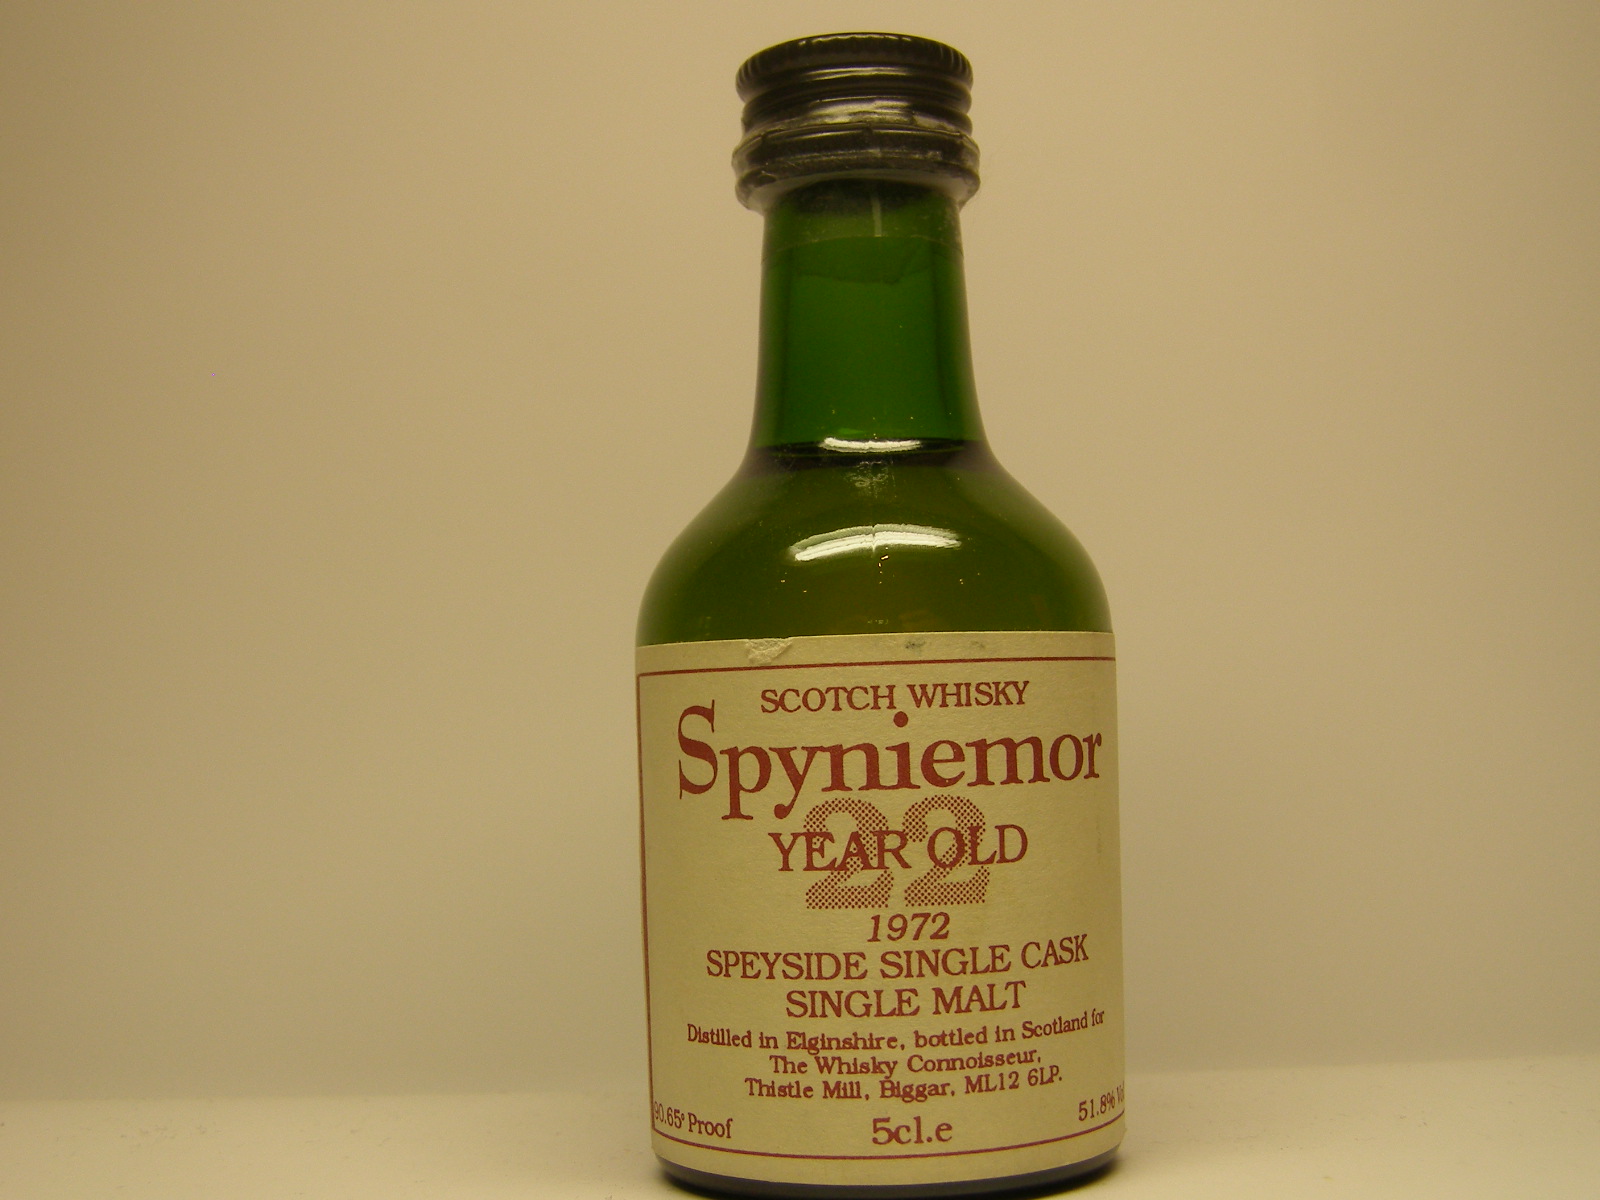 SCOTCH WHISKY
Spyniemor
22
YEAR OLD
1972
SPEYSIDE SINGLE CASK
SINGLE MALT
Distilled in Elginshire, bottled in Scotland for
The Whisky Connoisseur,
Thistle Mill, Biggar, ML12 6LP.
90.65° Proof
5cl.e
51.8% Vol